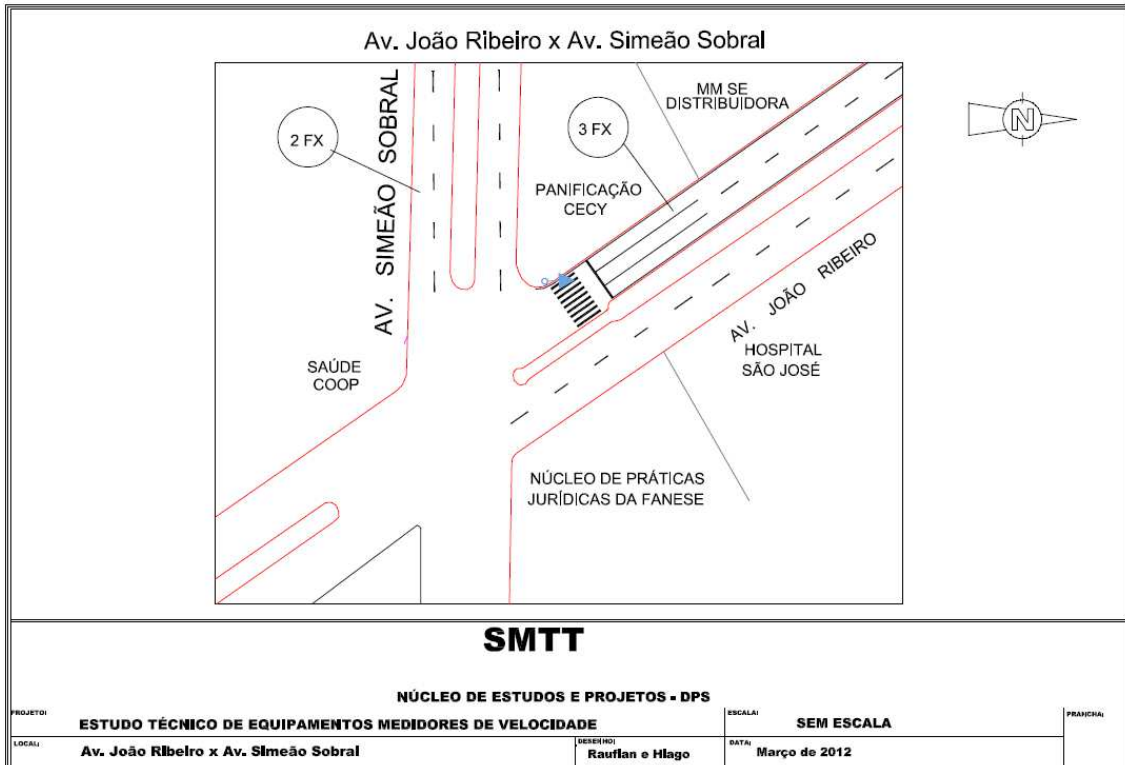 Av. João Ribeiro x Av. Simeão Sobral
MM SE
DISTRIBUIDORA
N
2 FX
3 FX
AV. SIMEÃO SOBRAL
PANIFICAÇÃO
CECY
AV. JOÃO RIBEIRO
HOSPITAL
SÃO JOSÉ
SAÚDE
COOP
NÚCLEO DE PRÁTICAS
JURÍDICAS DA FANESE
SMTT
NÚCLEO DE ESTUDOS E PROJETOS - DPS
PROJETO:
ESTUDO TÉCNICO DE EQUIPAMENTOS MEDIDORES DE VELOCIDADE
ESCALA:
SEM ESCALA
PRANCHA:
LOCAL:
Av. João Ribeiro x Av. Simeão Sobral
DESENHO:
Rauflan e Hiago
DATA:
Março de 2012